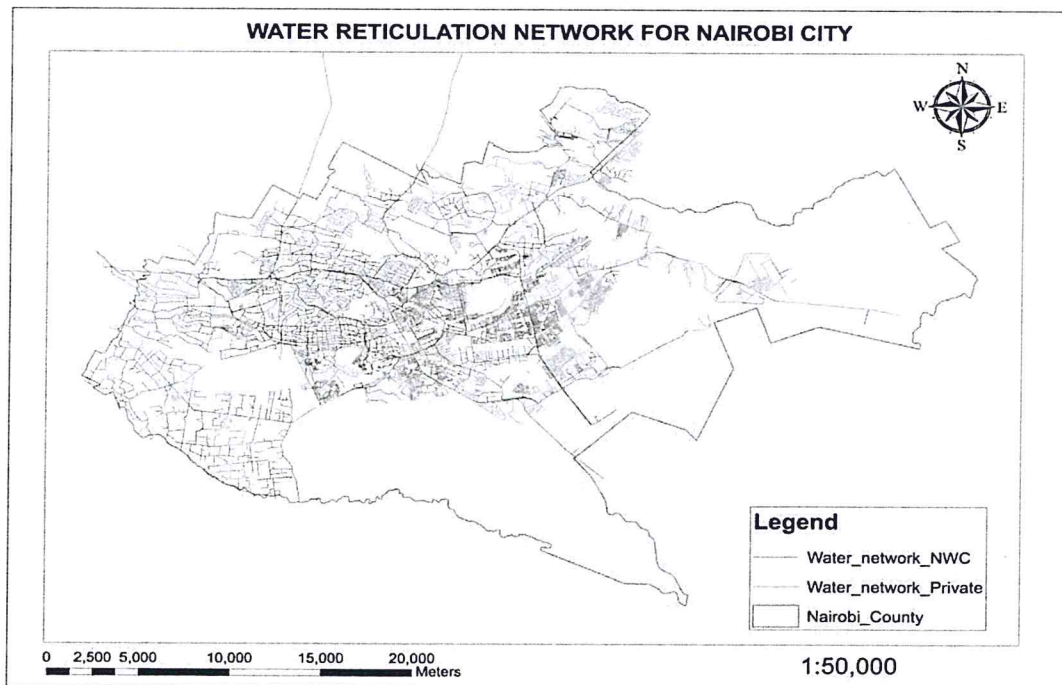 WATER RETICULATION NETWORK FOR NAIROBI CITY
N
W E
S
Legend
Water_network_NWC
Water_network_Private
Nairobi_County
0 2,500 5,000 10,000 15,000 20,000
Meters
1:50,000